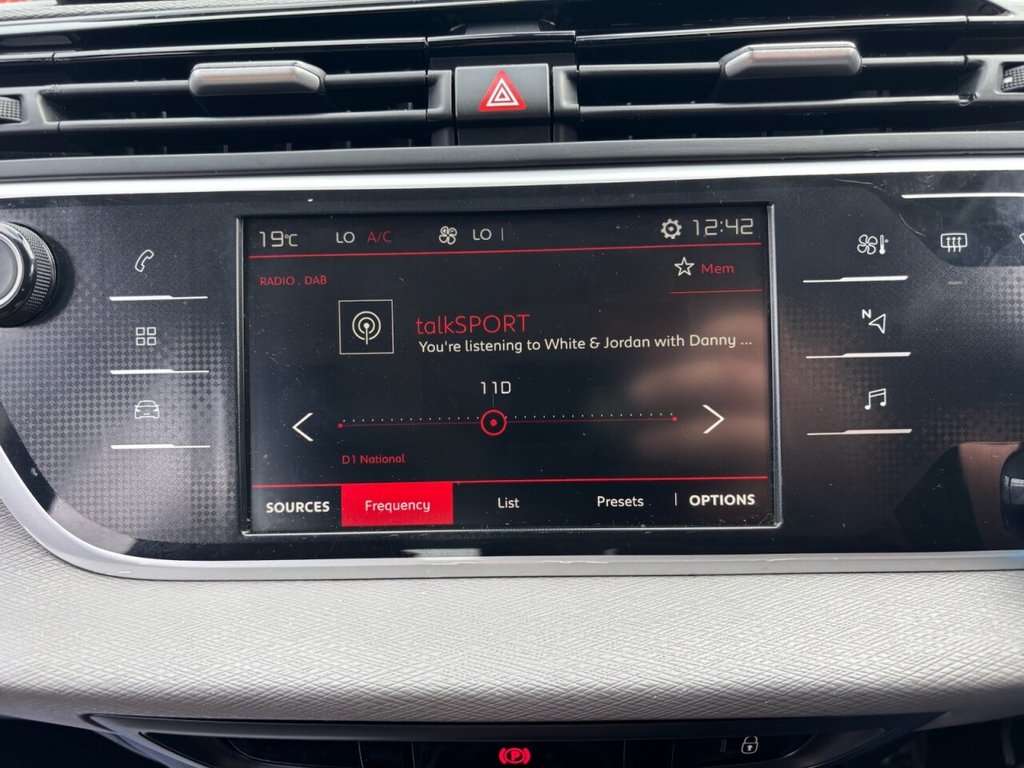 19°C LO A/C LO 12:42
RADIO . DAB
Mem
talkSPORT
You're listening to White & Jordan with Danny ...
11D
D1 National
SOURCES Frequency List Presets OPTIONS
N
P